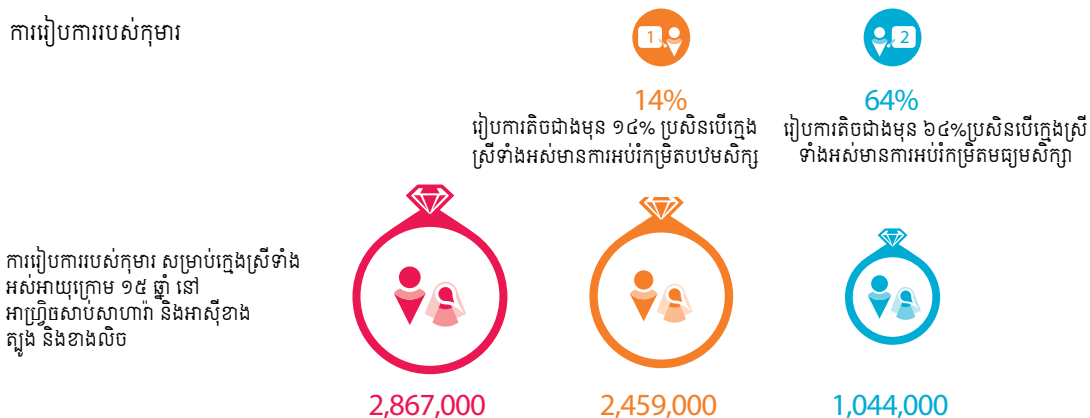 ការរៀបការរបស់កុមារ
1
2
14%
រៀបការតិចជាងមុន ១៤% ប្រសិនបើក្មេង
ស្រីទាំងអស់មានការអប់រំកម្រិតបឋមសិក្ស
64%
រៀបការតិចជាងមុន ៦៤%ប្រសិនបើក្មេងស្រី
ទាំងអស់មានការអប់រំកម្រិតមធ្យមសិក្សា
ការរៀបការរបស់កុមារ សម្រាប់ក្មេងស្រីទាំង
អស់អាយុក្រោម ១៥ ឆ្នាំ នៅ
អាហ្វ្រិចសាប់សាហារ៉ា និងអាស៊ីខាង
ត្បូង និងខាងលិច
2,867,000
2,459,000
1,044,000